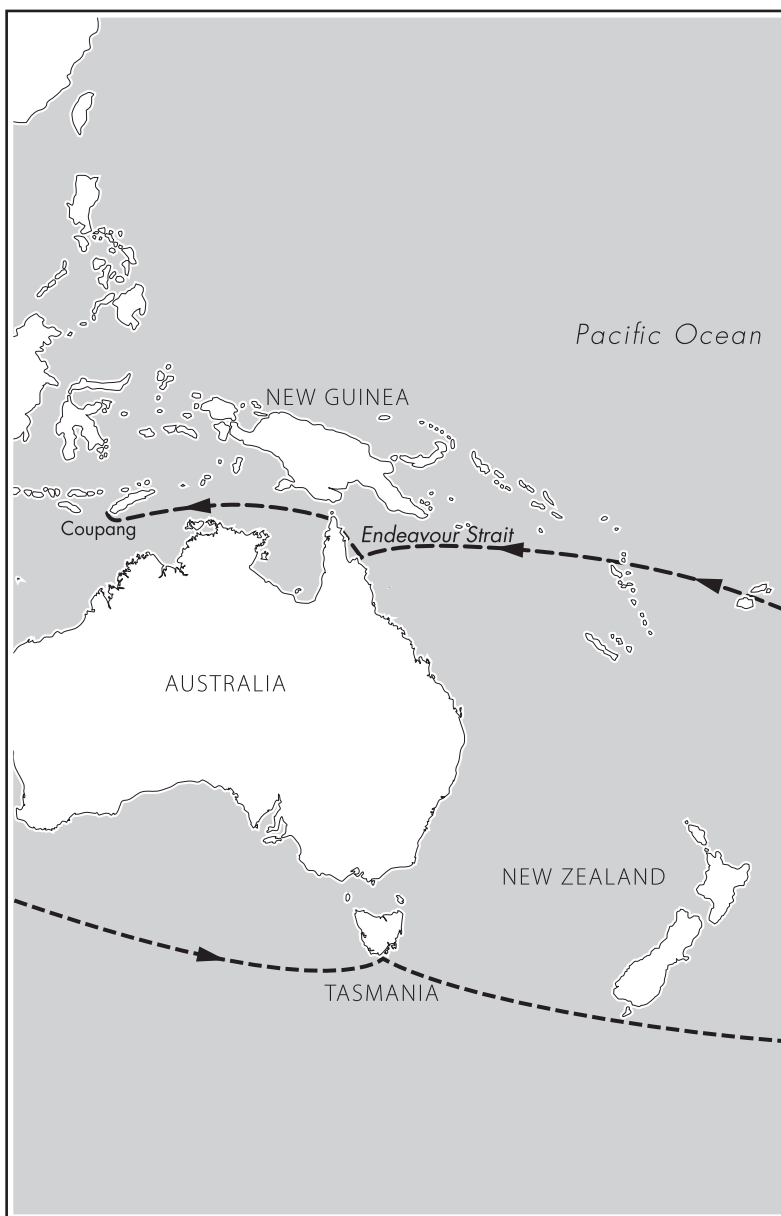 Pacific Ocean
NEW GUINEA
Coupang
Endeavour Strait
AUSTRALIA
NEW ZEALAND
TASMANIA